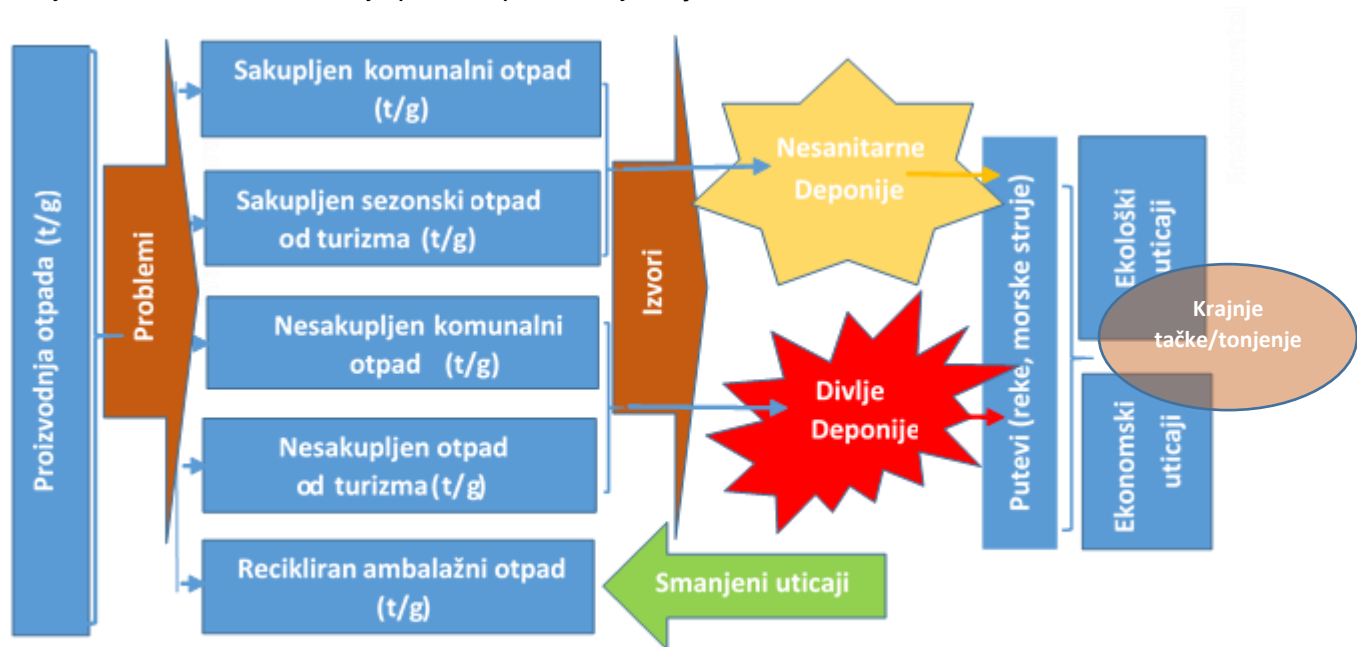 Proizvodnja otpada (t/g)
Problemi
Sakupljen komunalni otpad
(t/g)
Sakupljen sezonski otpad
od turizma (t/g)
Nesakupljen komunalni
otpad (t/g)
Nesakupljen otpad
od turizma (t/g)
Recikliran ambalažni otpad
(t/g)
Izvori
Nesanitarne
Deponije
Divlje
Deponije
Smanjeni uticaji
Putevi (reke, morske struje)
Ekološki
uticaji
Ekonomski
uticaji
Krajnje
tačke/tonjenje